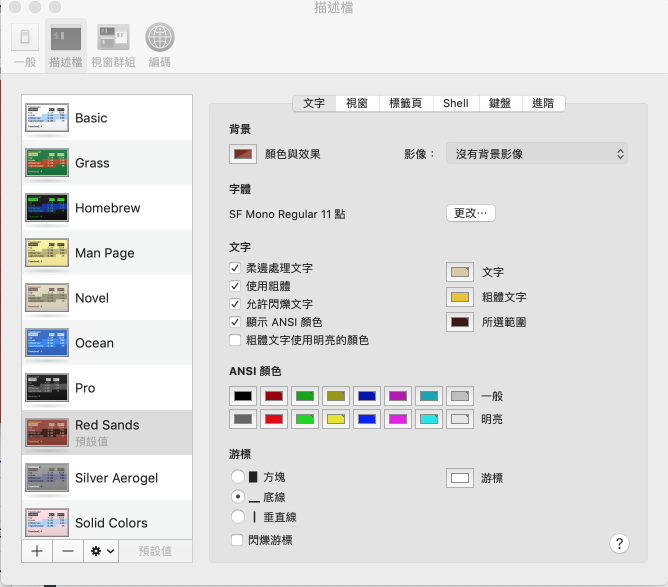 描述檔
一般
描述檔
視窗群組
編碼
Basic
Grass
Homebrew
Man Page
Novel
Ocean
Pro
Red Sands
預設值
Silver Aerogel
Solid Colors
預設值
文字
視窗
標籤頁
Shell
鍵盤
進階
背景
顏色與效果
影像：
沒有背景影像
字體
SF Mono Regular 11 點
更改⋯
文字
柔邊處理文字
使用粗體
允許閃爍文字
顯示 ANSI 顏色
粗體文字使用明亮的顏色
文字
粗體文字
所選範圍
ANSI 顏色
一般
明亮
游標
方塊
底線
垂直線
閃爍游標
游標
?